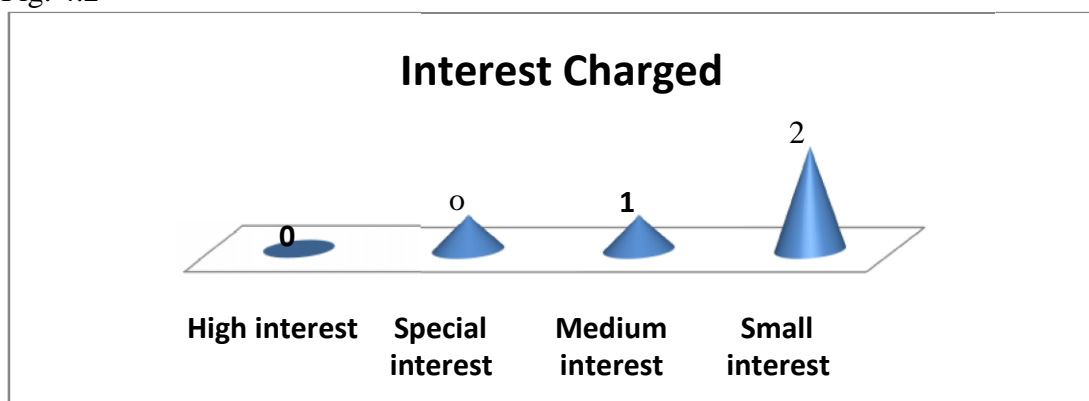 Interest Charged
2
o
1
0
High interest
Special interest
Medium interest
Small interest